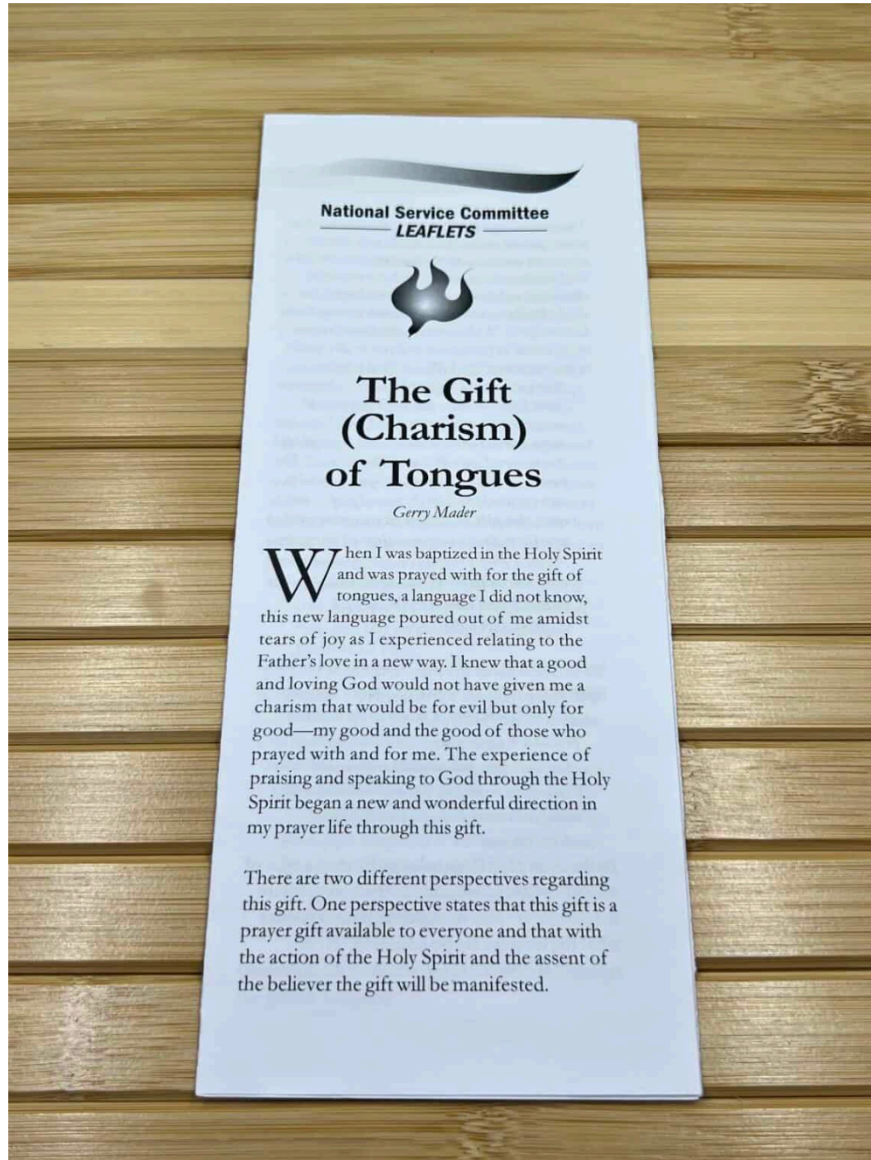 National Service Committee
LEAFLETS
The Gift
(Charism)
of Tongues
Gerry Mader
When I was baptized in the Holy Spirit
and was prayed with for the gift of
tongues, a language I did not know,
this new language poured out of me amidst
tears of joy as I experienced relating to the
Father's love in a new way. I knew that a good
and loving God would not have given me a
charism that would be for evil but only for
good—my good and the good of those who
prayed with and for me. The experience of
praising and speaking to God through the Holy
Spirit began a new and wonderful direction in
my prayer life through this gift.
There are two different perspectives regarding
this gift. One perspective states that this gift is a
prayer gift available to everyone and that with
the action of the Holy Spirit and the assent of
the believer the gift will be manifested.